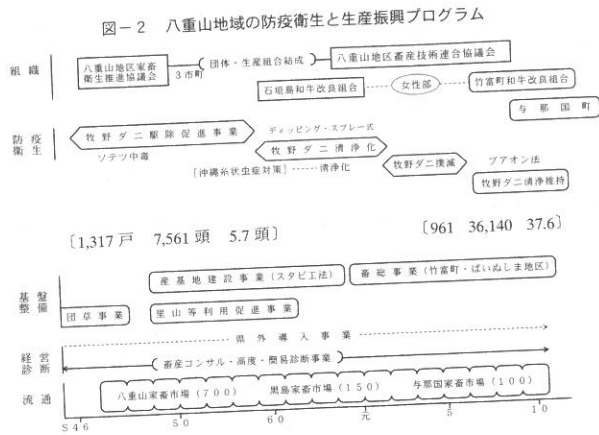 図－2 八重山地域の防疫衛生と生産振興プログラム
組織
八重山地区家畜
衛生推進協議会
3市町
団体・生産組合結成
八重山地区畜産技術連合協議会
石垣島和牛改良組合
女性部
竹富町和牛改良組合
与那国町
防疫
衛生
牧野ダニ駆除促進事業
ソテツ中毒
ディッピング・スプレー式
牧野ダニ清浄化
[沖縄糸状虫症対策]……清浄化
牧野ダニ撲滅
プアオン法
牧野ダニ清浄維持
〔1,317戸 7,561頭 5.7頭〕
〔961 36,140 37.6〕
基盤
整備
団草事業
産基地建設事業(スタビ工法)
里山等利用促進事業
畜総事業(竹富町・ぱいぬしま地区)
県外導入事業
経営
診断
畜産コンサル・高度・簡易診断事業
流通
八重山家畜市場(700)
黒島家畜市場(150)
与那国家畜市場(100)
S46
50
60
元
5
10